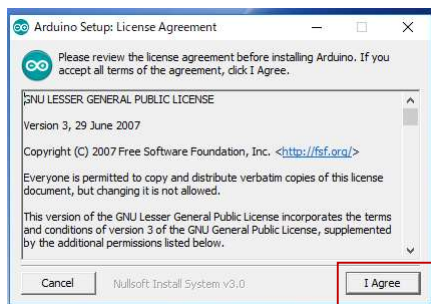 Arduino Setup: License Agreement
Please review the license agreement before installing Arduino. If you
accept all terms of the agreement, click I Agree.
GNU LESSER GENERAL PUBLIC LICENSE
Version 3, 29 June 2007
Copyright (C) 2007 Free Software Foundation, Inc. <http://fsf.org/>
Everyone is permitted to copy and distribute verbatim copies of this license
document, but changing it is not allowed.
This version of the GNU Lesser General Public License incorporates the terms
and conditions of version 3 of the GNU General Public License, supplemented
by the additional permissions listed below.
Cancel
Nullsoft Install System v3.0
I Agree